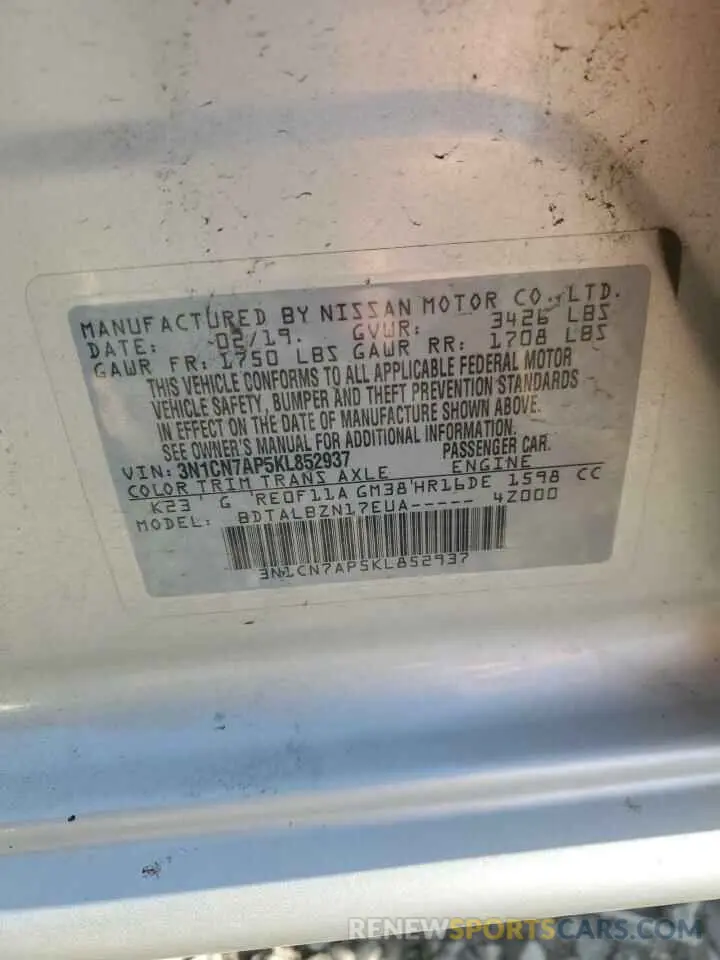 MANUFACTURED BY NISSAN MOTOR CO., LTD.
DATE: 02/19. GVWR: 3426 LBS
GAWR FR: 1750 LBS GAWR RR: 1708 LBS
THIS VEHICLE CONFORMS TO ALL APPLICABLE FEDERAL MOTOR
VEHICLE SAFETY, BUMPER AND THEFT PREVENTION STANDARDS
IN EFFECT ON THE DATE OF MANUFACTURE SHOWN ABOVE.
SEE OWNER'S MANUAL FOR ADDITIONAL INFORMATION.
VIN: 3N1CN7AP5KL852937 PASSENGER CAR.
COLOR TRIM TRANS AXLE ENGINE
K23 ' G 'RE0F11A GM38'HR16DE 1598 CC
MODEL: BDTALBZN17EUA----- 4Z000
3N1CN7AP5KL852937
RENEWSPORTSCARS.COM